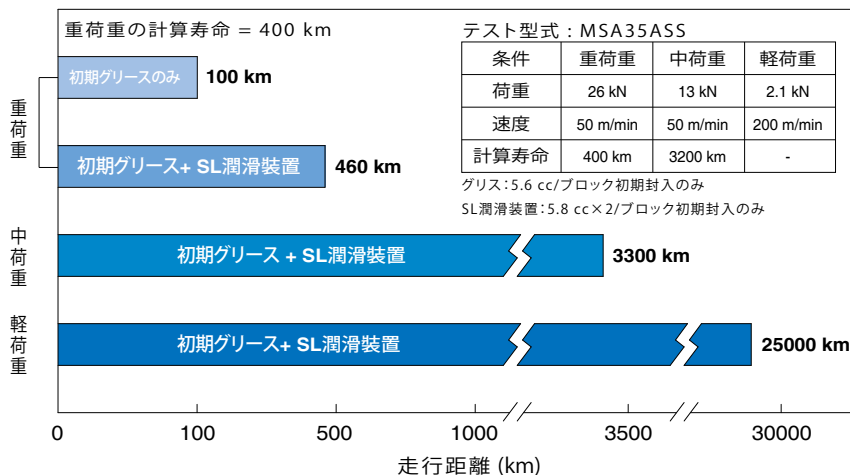 重荷重の計算寿命 = 400 km
テスト型式 : MSA35ASS
条件 重荷重 中荷重 軽荷重
荷重 26 kN 13 kN 2.1 kN
速度 50 m/min 50 m/min 200 m/min
計算寿命 400 km 3200 km -
グリス：5.6 cc/ブロック初期封入のみ
SL潤滑装置：5.8 cc×2/ブロック初期封入のみ
重荷重
初期グリースのみ 100 km
初期グリース+ SL潤滑裝置 460 km
中荷重
初期グリース + SL潤滑裝置 3300 km
軽荷重
初期グリース+ SL潤滑裝置 25000 km
0 100 500 1000 3500 30000
走行距離 (km)